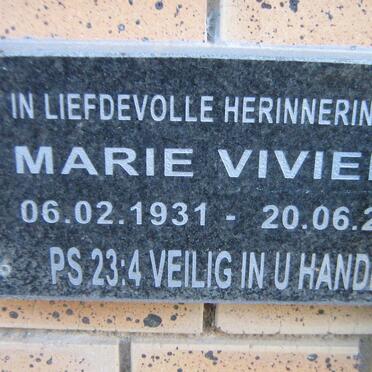 IN LIEFDEVOLLE HERINNERIN
MARIE VIVIE
06.02.1931 - 20.06.2
PS 23:4 VEILIG IN U HAND